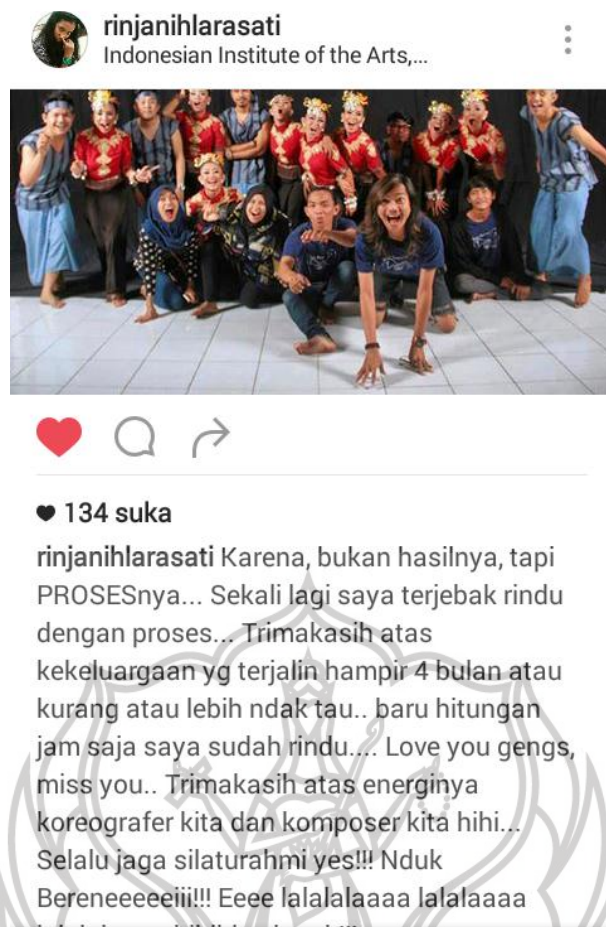 rinjanihlarasati
Indonesian Institute of the Arts,...
134 suka
rinjanihlarasati Karena, bukan hasilnya, tapi
PROSESnya... Sekali lagi saya terjebak rindu
dengan proses... Trimakasih atas
kekeluargaan yg terjalin hampir 4 bulan atau
kurang atau lebih ndak tau.. baru hitungan
jam saja saya sudah rindu.... Love you gengs,
miss you.. Trimakasih atas energinya
koreografer kita dan komposer kita hihi...
Selalu jaga silaturahmi yes!!! Nduk
Bereneeeeeiii!!! Eeee lalalalaaaa lalalaaaa